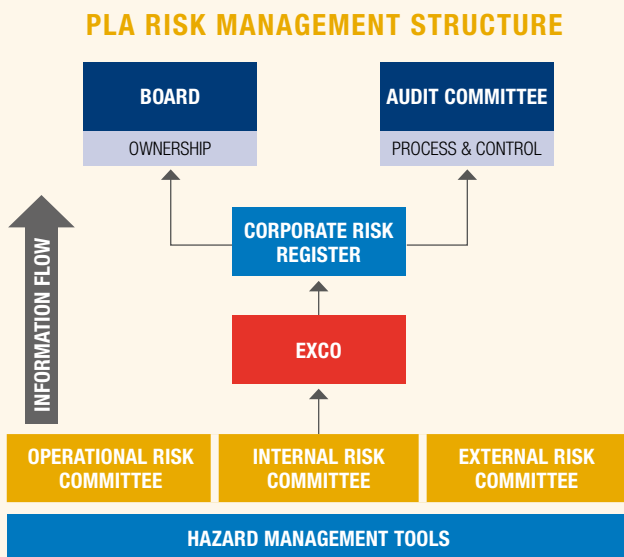 PLA RISK MANAGEMENT STRUCTURE
BOARD
OWNERSHIP
AUDIT COMMITTEE
PROCESS & CONTROL
CORPORATE RISK
REGISTER
INFORMATION FLOW
EXCO
OPERATIONAL RISK
COMMITTEE
INTERNAL RISK
COMMITTEE
EXTERNAL RISK
COMMITTEE
HAZARD MANAGEMENT TOOLS